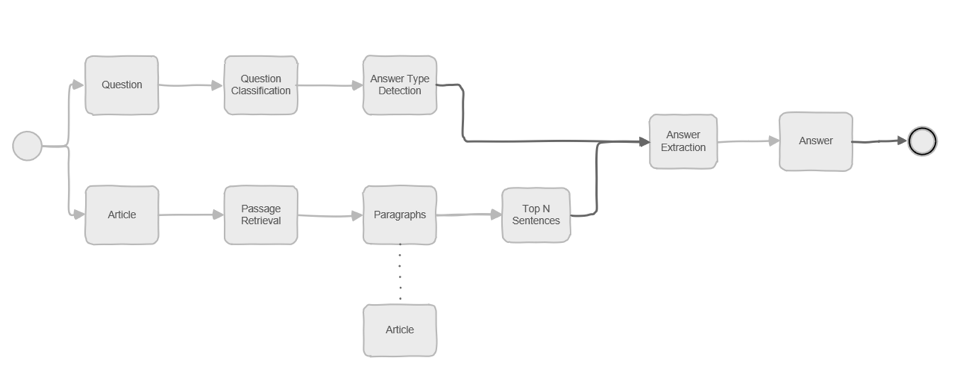 Question
Question
Classification
Answer Type
Detection
Answer
Extraction
Answer
Article
Passage
Retrieval
Paragraphs
Top N
Sentences
Article